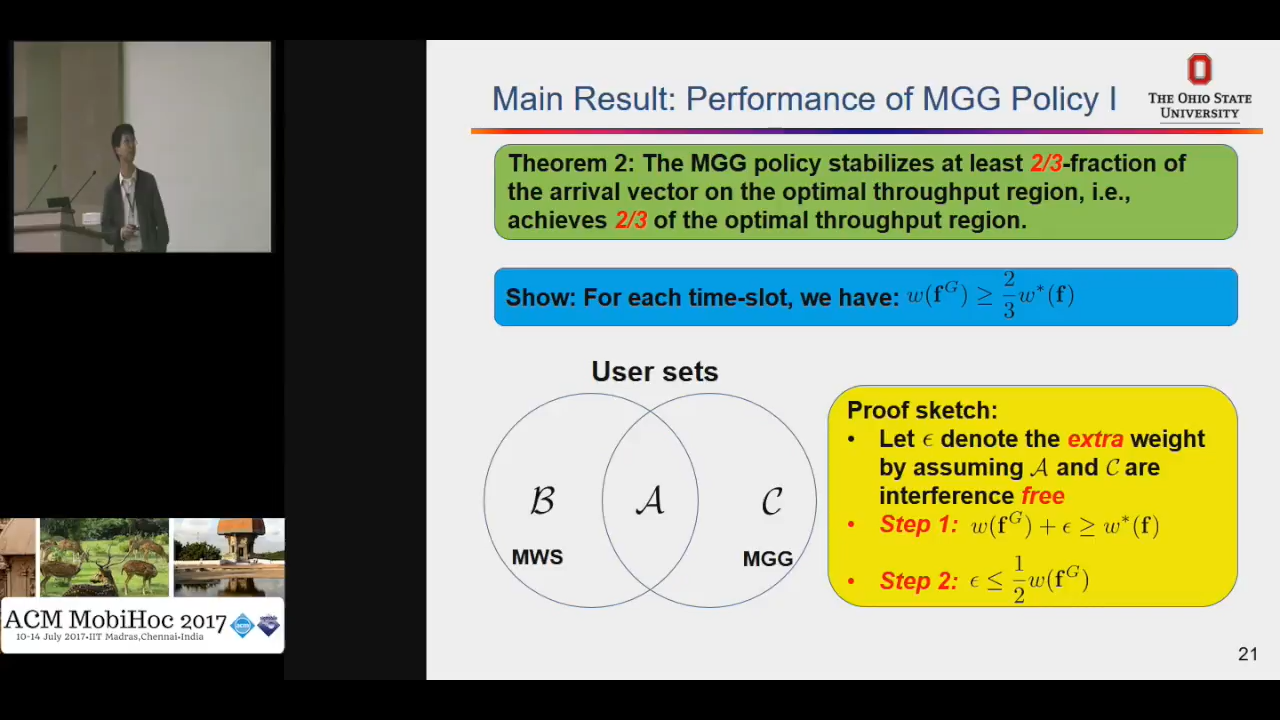 Main Result: Performance of MGG Policy I
THE OHIO STATE
UNIVERSITY
Theorem 2: The MGG policy stabilizes at least 2/3-fraction of
the arrival vector on the optimal throughput region, i.e.,
achieves 2/3 of the optimal throughput region.
Show: For each time-slot, we have: w(f^G) ≥ 2/3 w*(f)
User sets
B A C
MWS MGG
Proof sketch:
• Let ϵ denote the extra weight
by assuming A and C are
interference free
• Step 1: w(f^G) + ϵ ≥ w*(f)
• Step 2: ϵ ≤ 1/2 w(f^G)
ACM MobiHoc 2017
10-14 July 2017•IIT Madras,Chennai•India
21